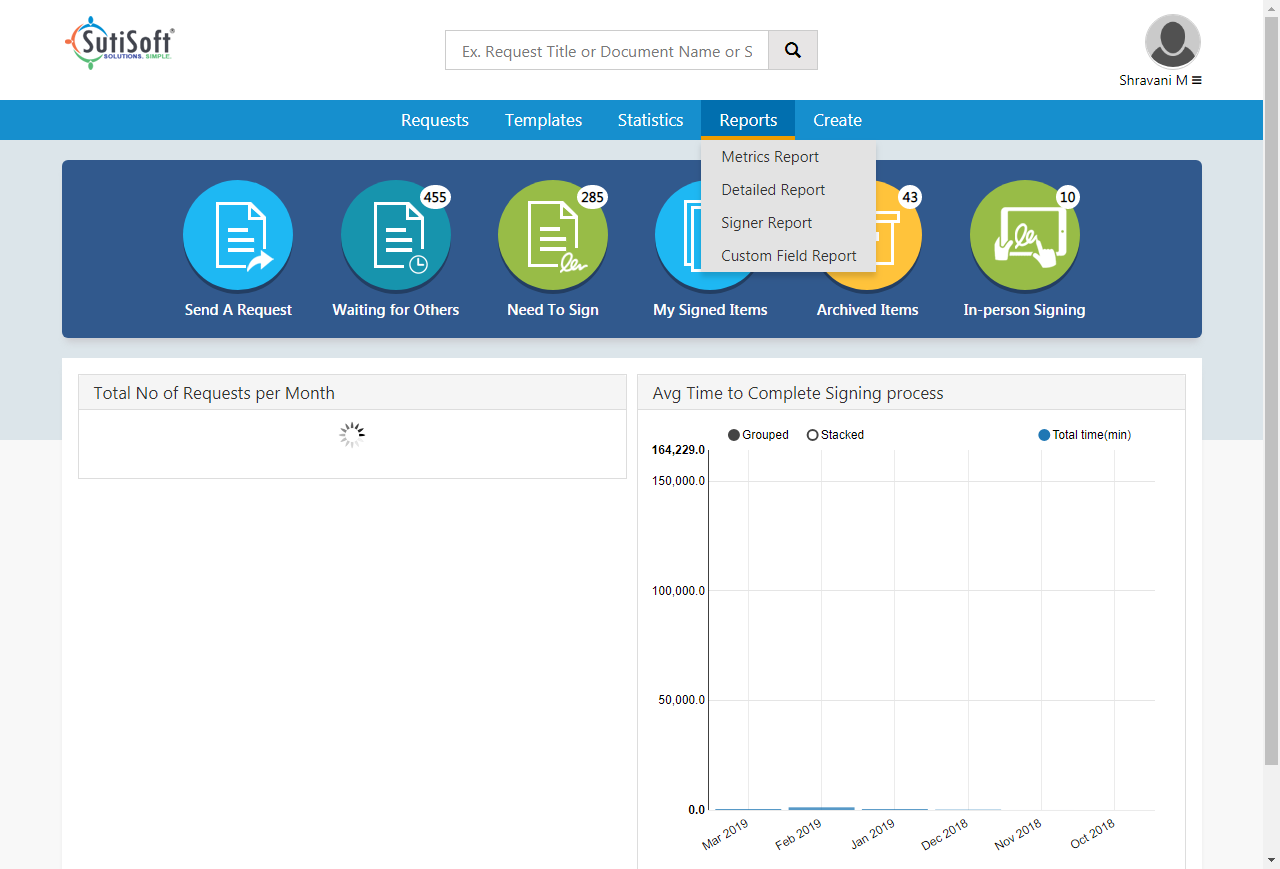 SutiSoft®
SOLUTIONS. SIMPLE.
Ex. Request Title or Document Name or S
Shravani M
Requests
Templates
Statistics
Reports
Create
Metrics Report
Detailed Report
Signer Report
Custom Field Report
455
285
43
10
Send A Request
Waiting for Others
Need To Sign
My Signed Items
Archived Items
In-person Signing
Total No of Requests per Month
Avg Time to Complete Signing process
Grouped
Stacked
Total time(min)
164,229.0
150,000.0
100,000.0
50,000.0
0.0
Mar 2019
Feb 2019
Jan 2019
Dec 2018
Nov 2018
Oct 2018